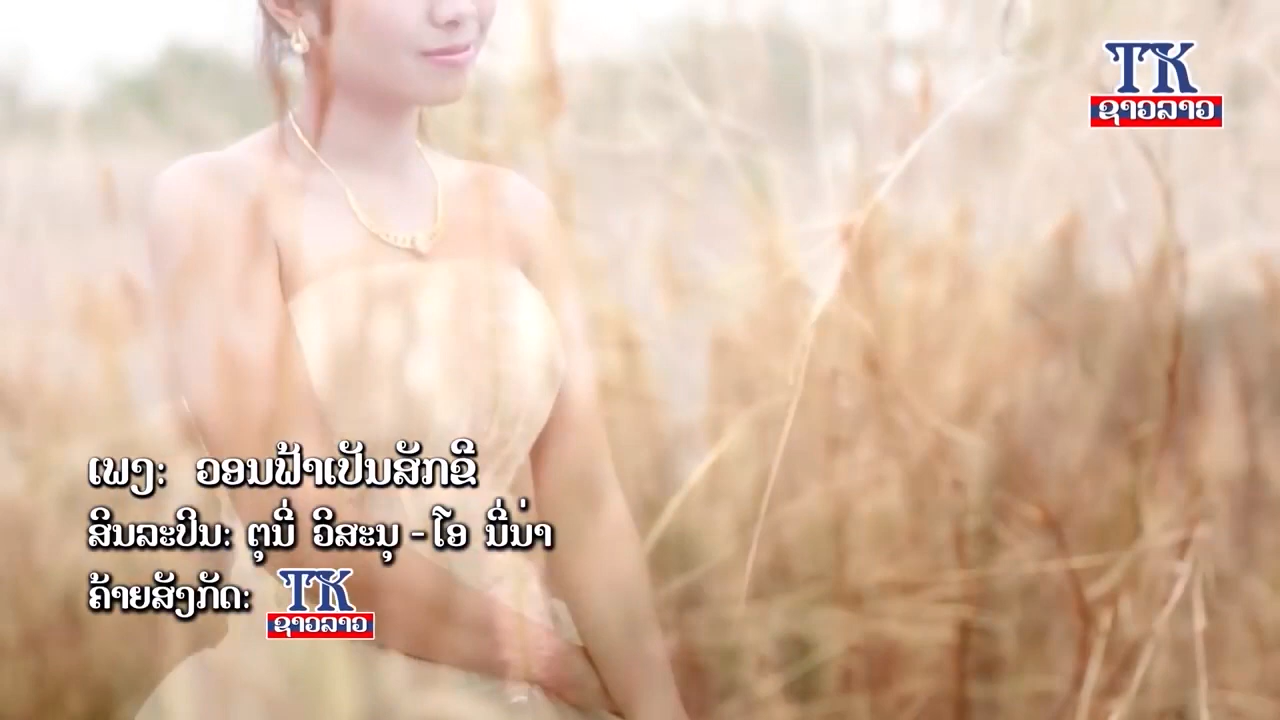 TK
ຊາວລາວ
ເພງ: ວອນຟ້າເປັນສັກຂີ
ສິນລະປິນ: ຕຸນີ່ ວິສະນຸ - ໂອ ນີ່ນ່າ
ຄ້າຍສັງກັດ: TK
ຊາວລາວ